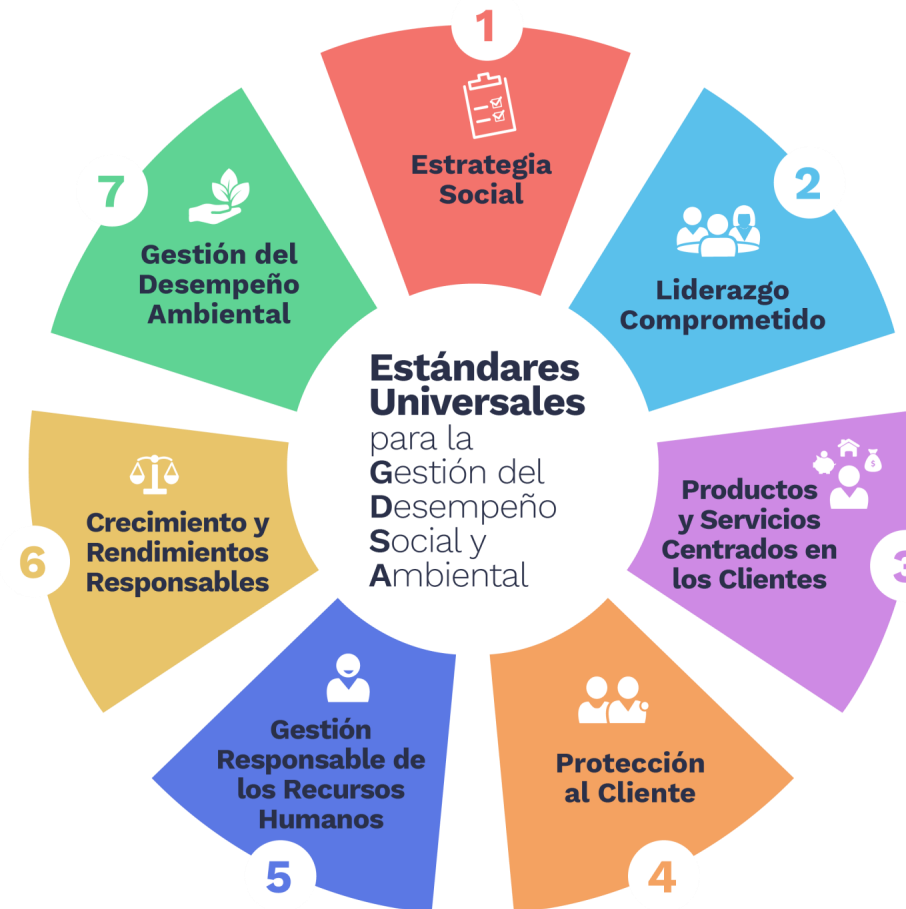 1
Estrategia
Social
2
Liderazgo
Comprometido
3
Productos
y Servicios
Centrados en
los Clientes
4
Protección
al Cliente
5
Gestión
Responsable de
los Recursos
Humanos
6
Crecimiento y
Rendimientos
Responsables
7
Gestión del
Desempeño
Ambiental
Estándares
Universales
para la
Gestión del
Desempeño
Social y
Ambiental
$